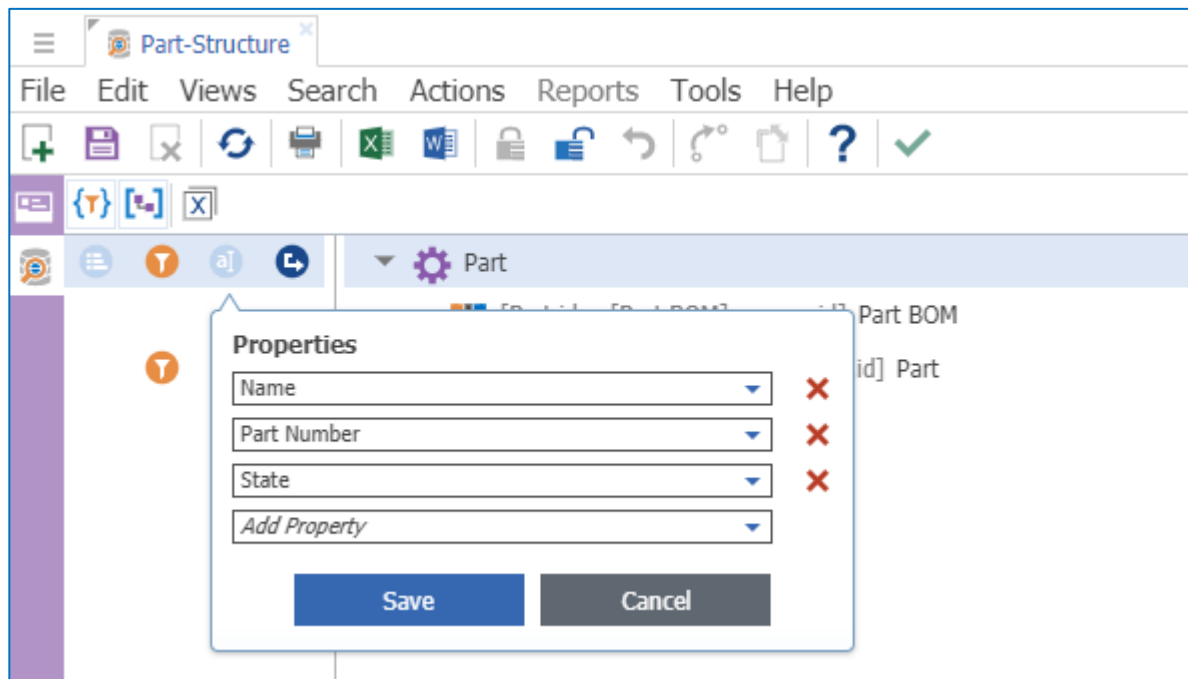 Part-Structure
File Edit Views Search Actions Reports Tools Help
Part
Part BOM
Properties
Name
id] Part
Part Number
State
Add Property
Save Cancel